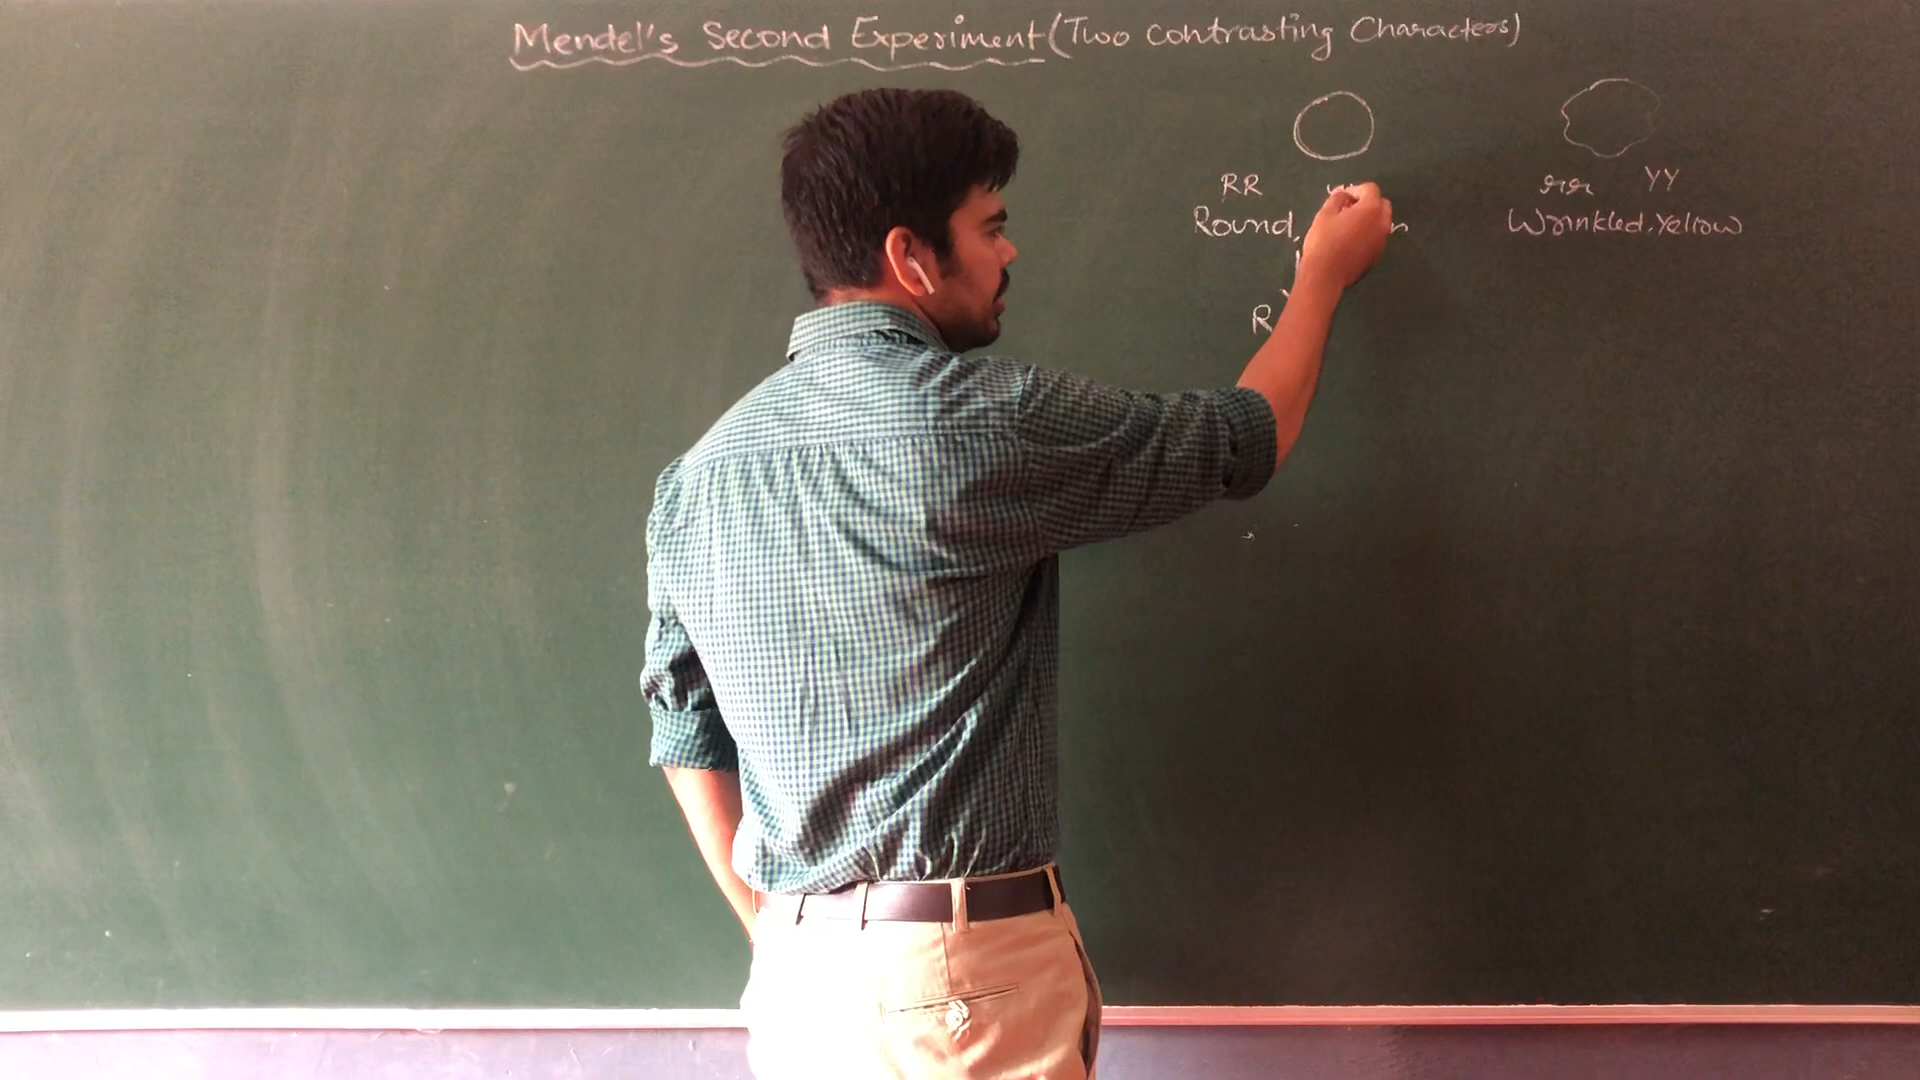 Mendel's Second Experiment (Two Contrasting Characters)
RR rr YY
Round, Wrinkled, Yellow
R